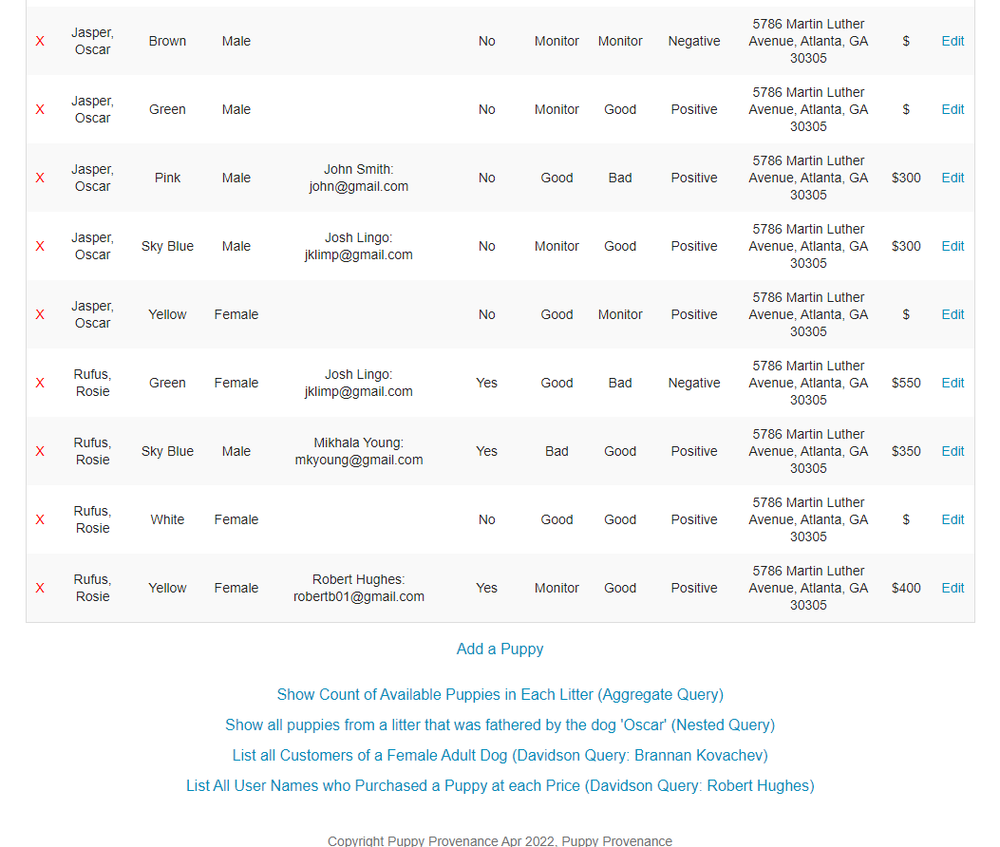 X Jasper, Oscar Brown Male No Monitor Monitor Negative 5786 Martin Luther Avenue, Atlanta, GA 30305 $ Edit
X Jasper, Oscar Green Male No Monitor Good Positive 5786 Martin Luther Avenue, Atlanta, GA 30305 $ Edit
X Jasper, Oscar Pink Male John Smith: john@gmail.com No Good Bad Positive 5786 Martin Luther Avenue, Atlanta, GA 30305 $300 Edit
X Jasper, Oscar Sky Blue Male Josh Lingo: jklimp@gmail.com No Monitor Good Positive 5786 Martin Luther Avenue, Atlanta, GA 30305 $300 Edit
X Jasper, Oscar Yellow Female No Good Monitor Positive 5786 Martin Luther Avenue, Atlanta, GA 30305 $ Edit
X Rufus, Rosie Green Female Josh Lingo: jklimp@gmail.com Yes Good Bad Negative 5786 Martin Luther Avenue, Atlanta, GA 30305 $550 Edit
X Rufus, Rosie Sky Blue Male Mikhala Young: mkyoung@gmail.com Yes Bad Good Positive 5786 Martin Luther Avenue, Atlanta, GA 30305 $350 Edit
X Rufus, Rosie White Female No Good Good Positive 5786 Martin Luther Avenue, Atlanta, GA 30305 $ Edit
X Rufus, Rosie Yellow Female Robert Hughes: robertb01@gmail.com Yes Monitor Good Positive 5786 Martin Luther Avenue, Atlanta, GA 30305 $400 Edit
Add a Puppy
Show Count of Available Puppies in Each Litter (Aggregate Query)
Show all puppies from a litter that was fathered by the dog 'Oscar' (Nested Query)
List all Customers of a Female Adult Dog (Davidson Query: Brannan Kovachev)
List All User Names who Purchased a Puppy at each Price (Davidson Query: Robert Hughes)
Copyright Puppy Provenance Apr 2022, Puppy Provenance